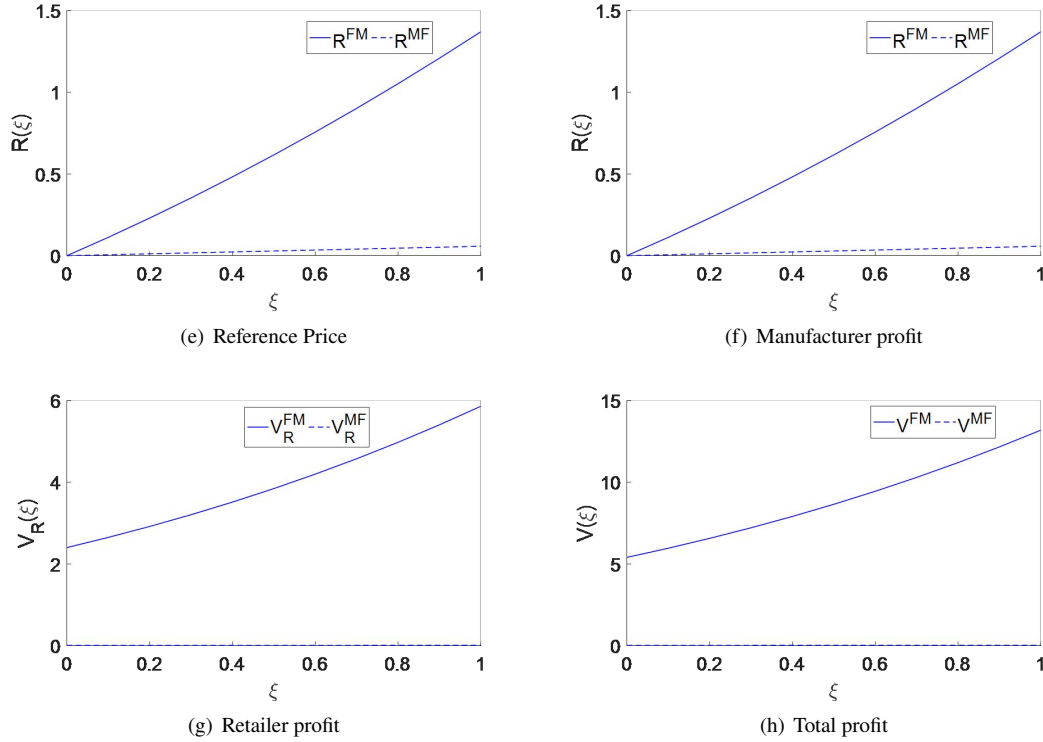 1.5
R^FM R^MF
1
R(ξ)
0.5
0
0 0.2 0.4 0.6 0.8 1
ξ
(e) Reference Price
1.5
R^FM R^MF
1
R(ξ)
0.5
0
0 0.2 0.4 0.6 0.8 1
ξ
(f) Manufacturer profit
6
V_R^FM V_R^MF
4
V_R(ξ)
2
0
0 0.2 0.4 0.6 0.8 1
ξ
(g) Retailer profit
15
V^FM V^MF
10
V(ξ)
5
0
0 0.2 0.4 0.6 0.8 1
ξ
(h) Total profit